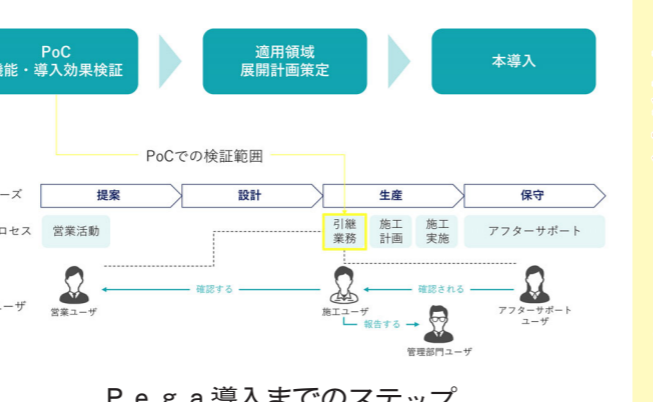 PoC
能・導入効果検証
適用領域
展開計画策定
本導入
PoCでの検証範囲
ーズ
提案
設計
生産
保守
ロセス
営業活動
引継
業務
施工
計画
施工
実施
アフターサポート
ーザ
営業ユーザ
確認する
施工ユーザ
確認される
アフターサポート
ユーザ
報告する
管理部門ユーザ
Ｐｅｇａ導入までのステップ